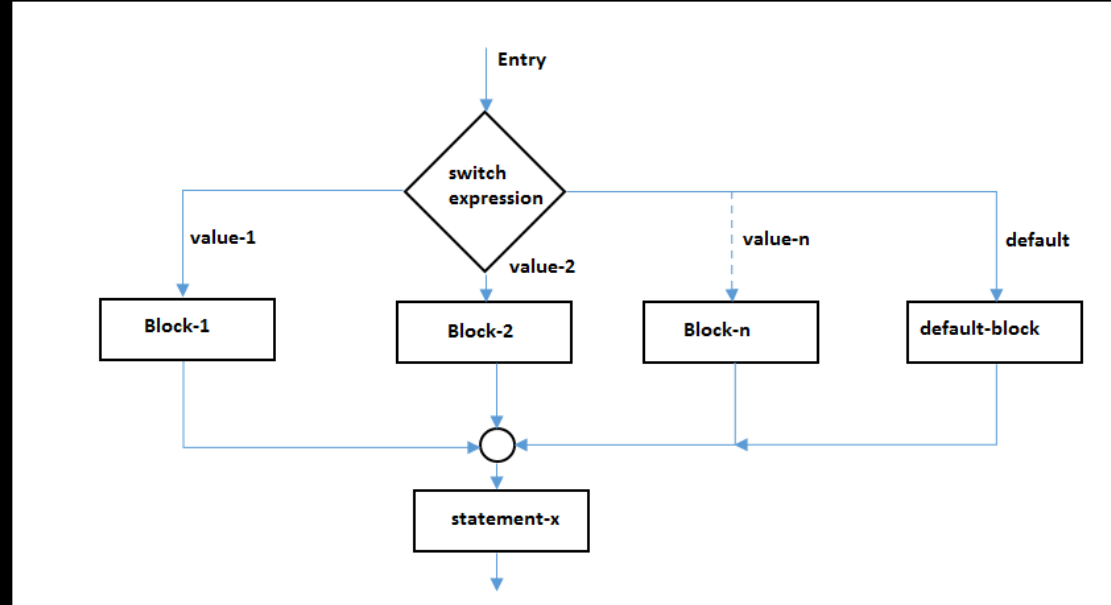 Entry
switch
expression
value-1
value-2
value-n
default
Block-1
Block-2
Block-n
default-block
statement-x